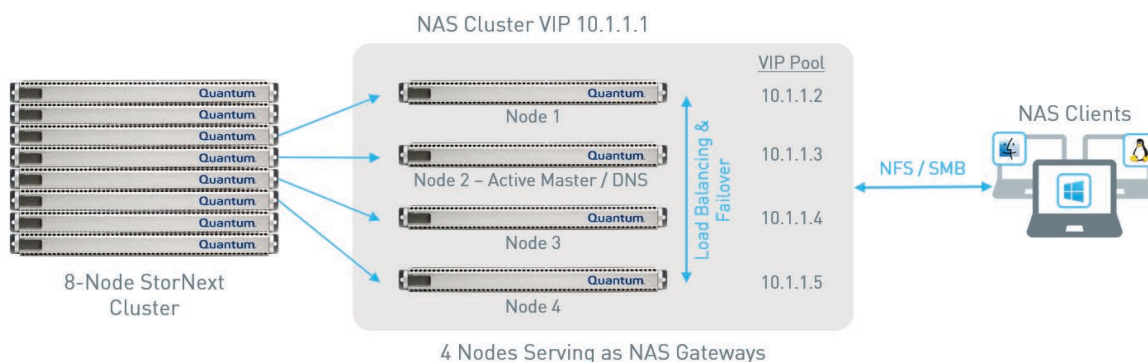 NAS Cluster VIP 10.1.1.1
Quantum
Quantum
Quantum
Quantum
Quantum
Quantum
Quantum
Quantum
8-Node StorNext
Cluster
Quantum
Node 1
Quantum
Node 2 – Active Master / DNS
Quantum
Node 3
Quantum
Node 4
Load Balancing &
Failover
VIP Pool
10.1.1.2
10.1.1.3
10.1.1.4
10.1.1.5
4 Nodes Serving as NAS Gateways
NFS / SMB
NAS Clients